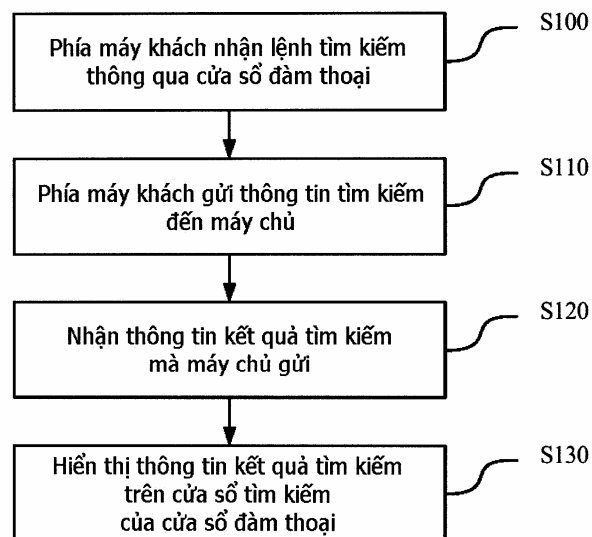 Phía máy khách nhận lệnh tìm kiếm
thông qua cửa sổ đàm thoại
S100
Phía máy khách gửi thông tin tìm kiếm
đến máy chủ
S110
Nhận thông tin kết quả tìm kiếm
mà máy chủ gửi
S120
Hiển thị thông tin kết quả tìm kiếm
trên cửa sổ tìm kiếm
của cửa sổ đàm thoại
S130